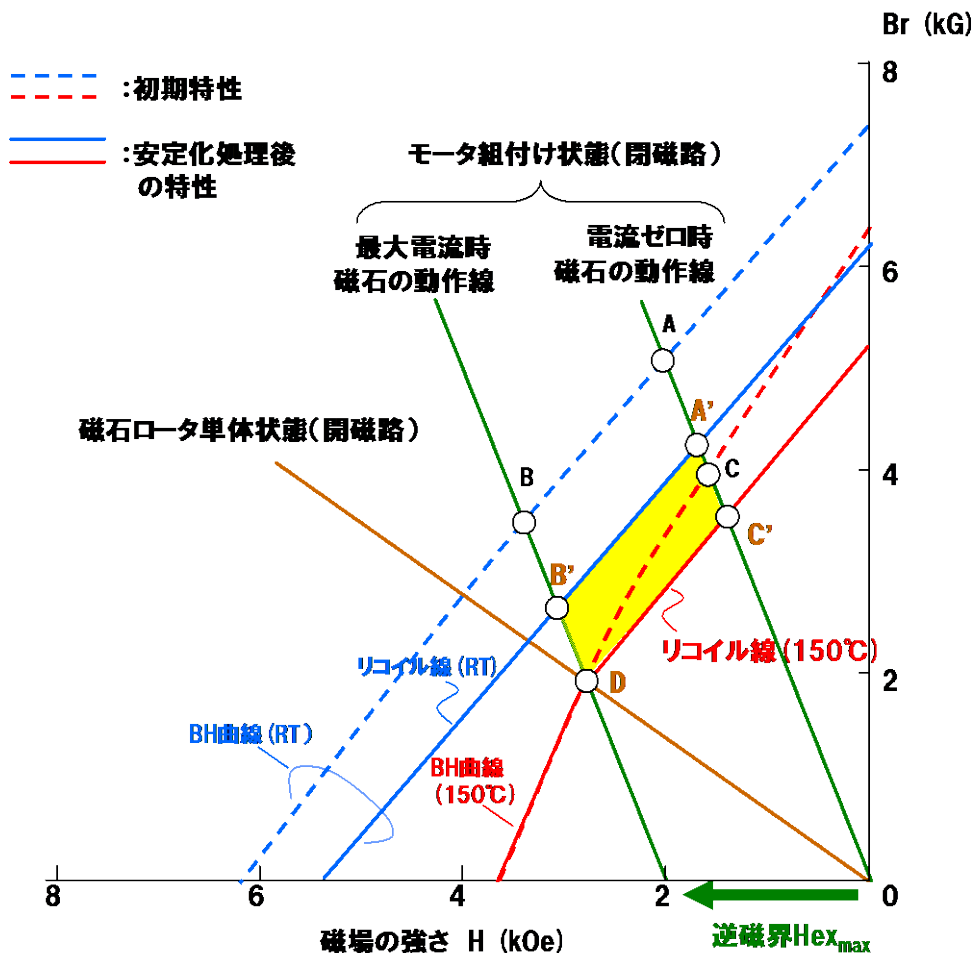 Br (kG)
8
:初期特性
:安定化処理後
の特性
モータ組付け状態(閉磁路)
最大電流時
磁石の動作線
電流ゼロ時
磁石の動作線
6
A
A'
磁石ロータ単体状態(開磁路)
4
B
C
C'
B'
リコイル線(150℃)
リコイル線(RT)
D
2
BH曲線(RT)
BH曲線
(150℃)
8
6
4
2
0
磁場の強さ H (kOe)
逆磁界Hexmax